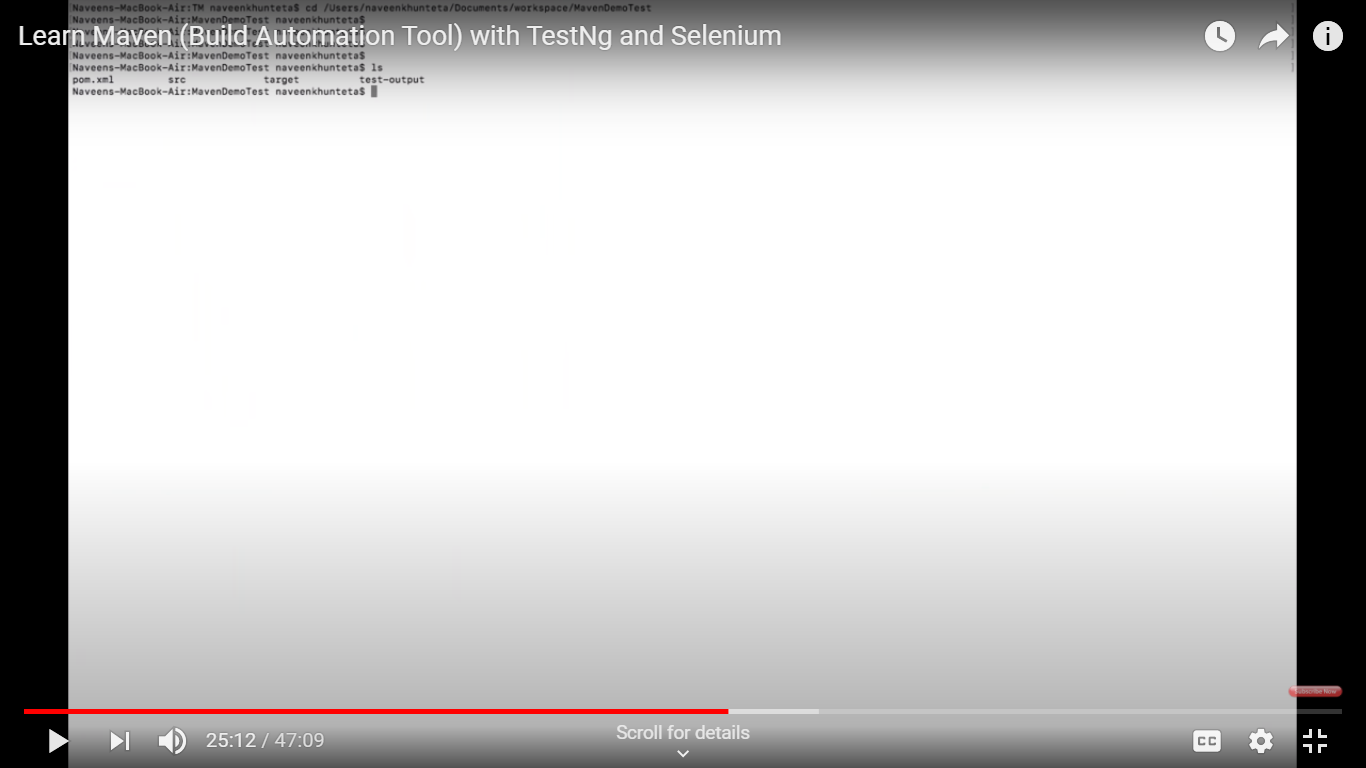 Naveens-MacBook-Air:TM naveenkhunteta$ cd /Users/naveenkhunteta/Documents/workspace/MavenDemoTest
Naveens-MacBook-Air:MavenDemoTest naveenkhunteta$
Learn Maven (Build Automation Tool) with TestNg and Selenium
Naveens-MacBook-Air:MavenDemoTest naveenkhunteta$
Naveens-MacBook-Air:MavenDemoTest naveenkhunteta$ ls
pom.xml src target test-output
Naveens-MacBook-Air:MavenDemoTest naveenkhunteta$
Subscribe Now
25:12 / 47:09
Scroll for details
CC